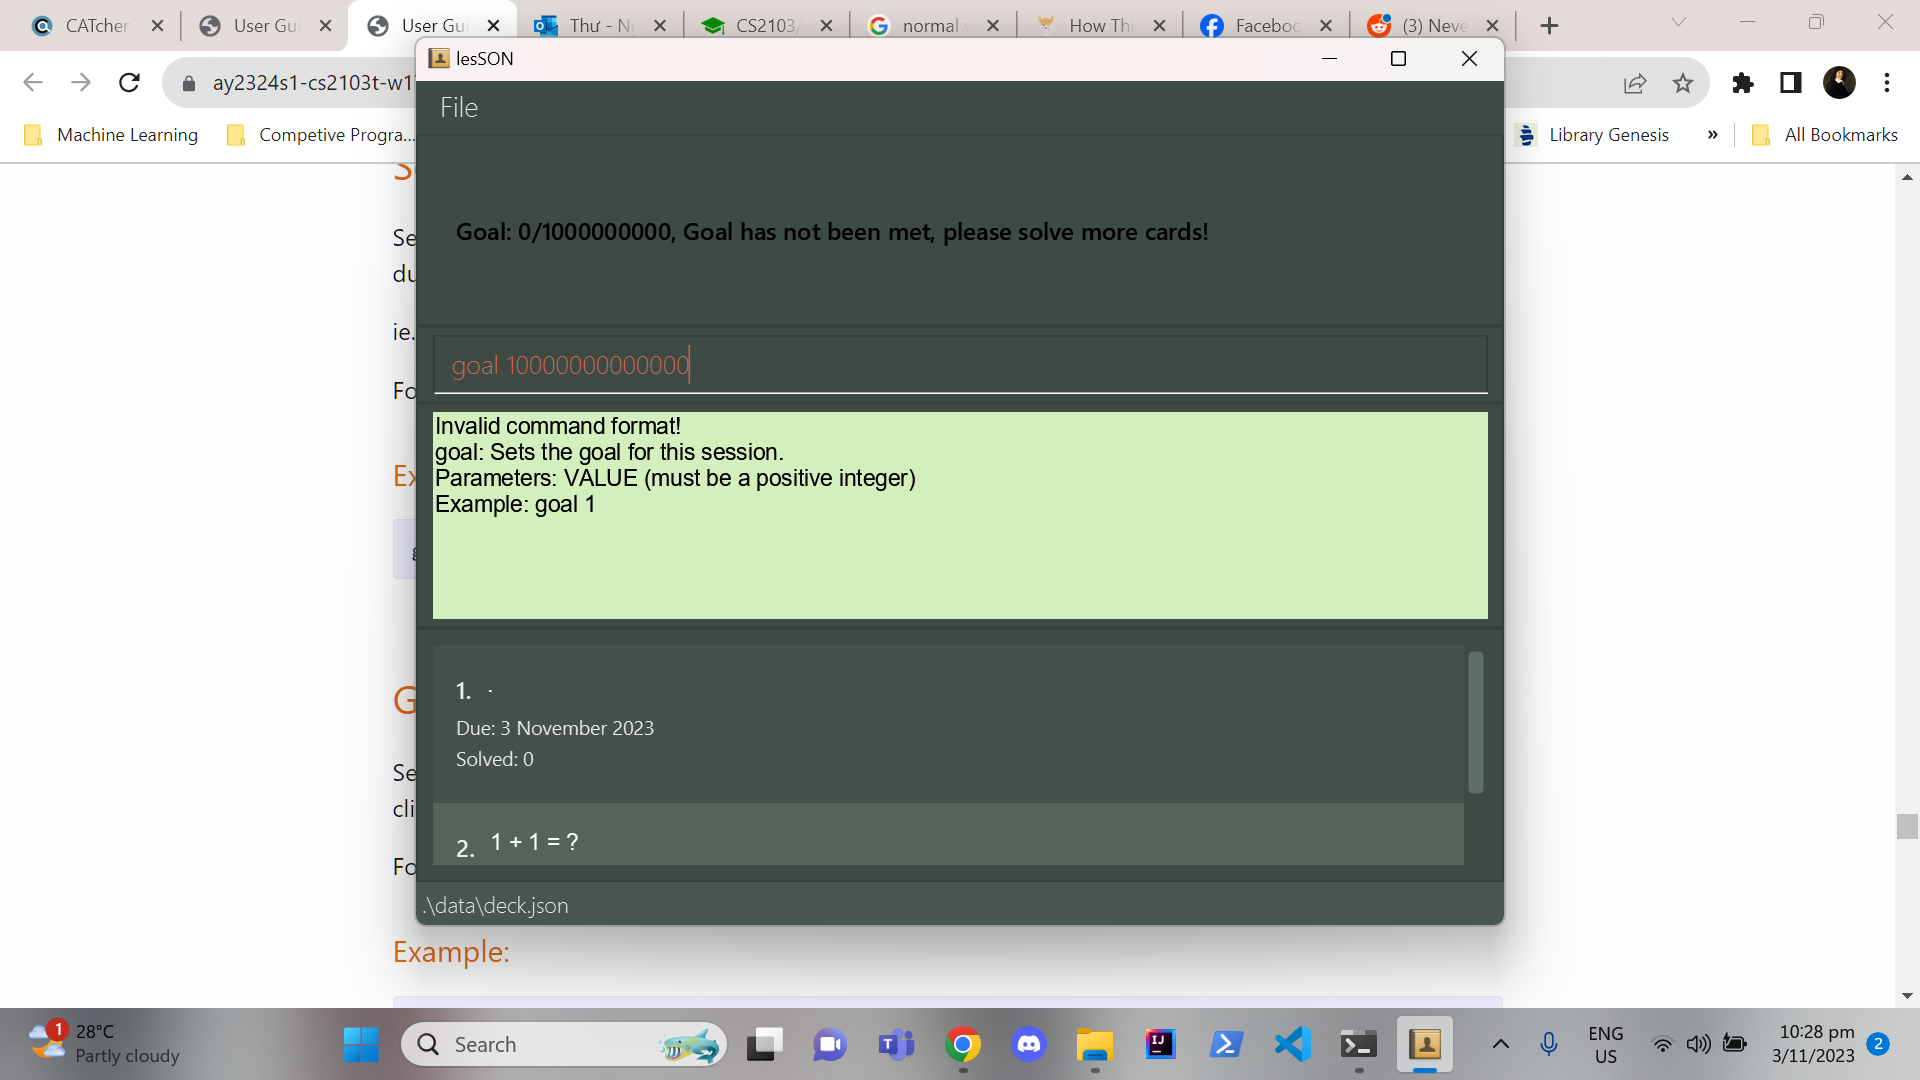 CATcher
User Gui
User Gui
Thư - N
CS2103/
normal
How Thi
Faceboo
(3) Neve
ay2324s1-cs2103t-w1
Machine Learning
Competive Progra...
Library Genesis
»
All Bookmarks
lesSON
File
Goal: 0/1000000000, Goal has not been met, please solve more cards!
goal 10000000000000
Invalid command format!
goal: Sets the goal for this session.
Parameters: VALUE (must be a positive integer)
Example: goal 1
1. .
Due: 3 November 2023
Solved: 0
2. 1 + 1 = ?
.\data\deck.json
Se
du
ie.
Fo
Ex
G
Se
cli
Fo
Example:
1
28°C
Partly cloudy
Search
ENG
US
10:28 pm
3/11/2023
2